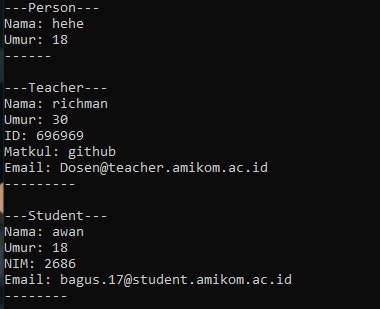 ---Person---
Nama: hehe
Umur: 18
------
---Teacher---
Nama: richman
Umur: 30
ID: 696969
Matkul: github
Email: Dosen@teacher.amikom.ac.id
---------
---Student---
Nama: awan
Umur: 18
NIM: 2686
Email: bagus.17@student.amikom.ac.id
--------